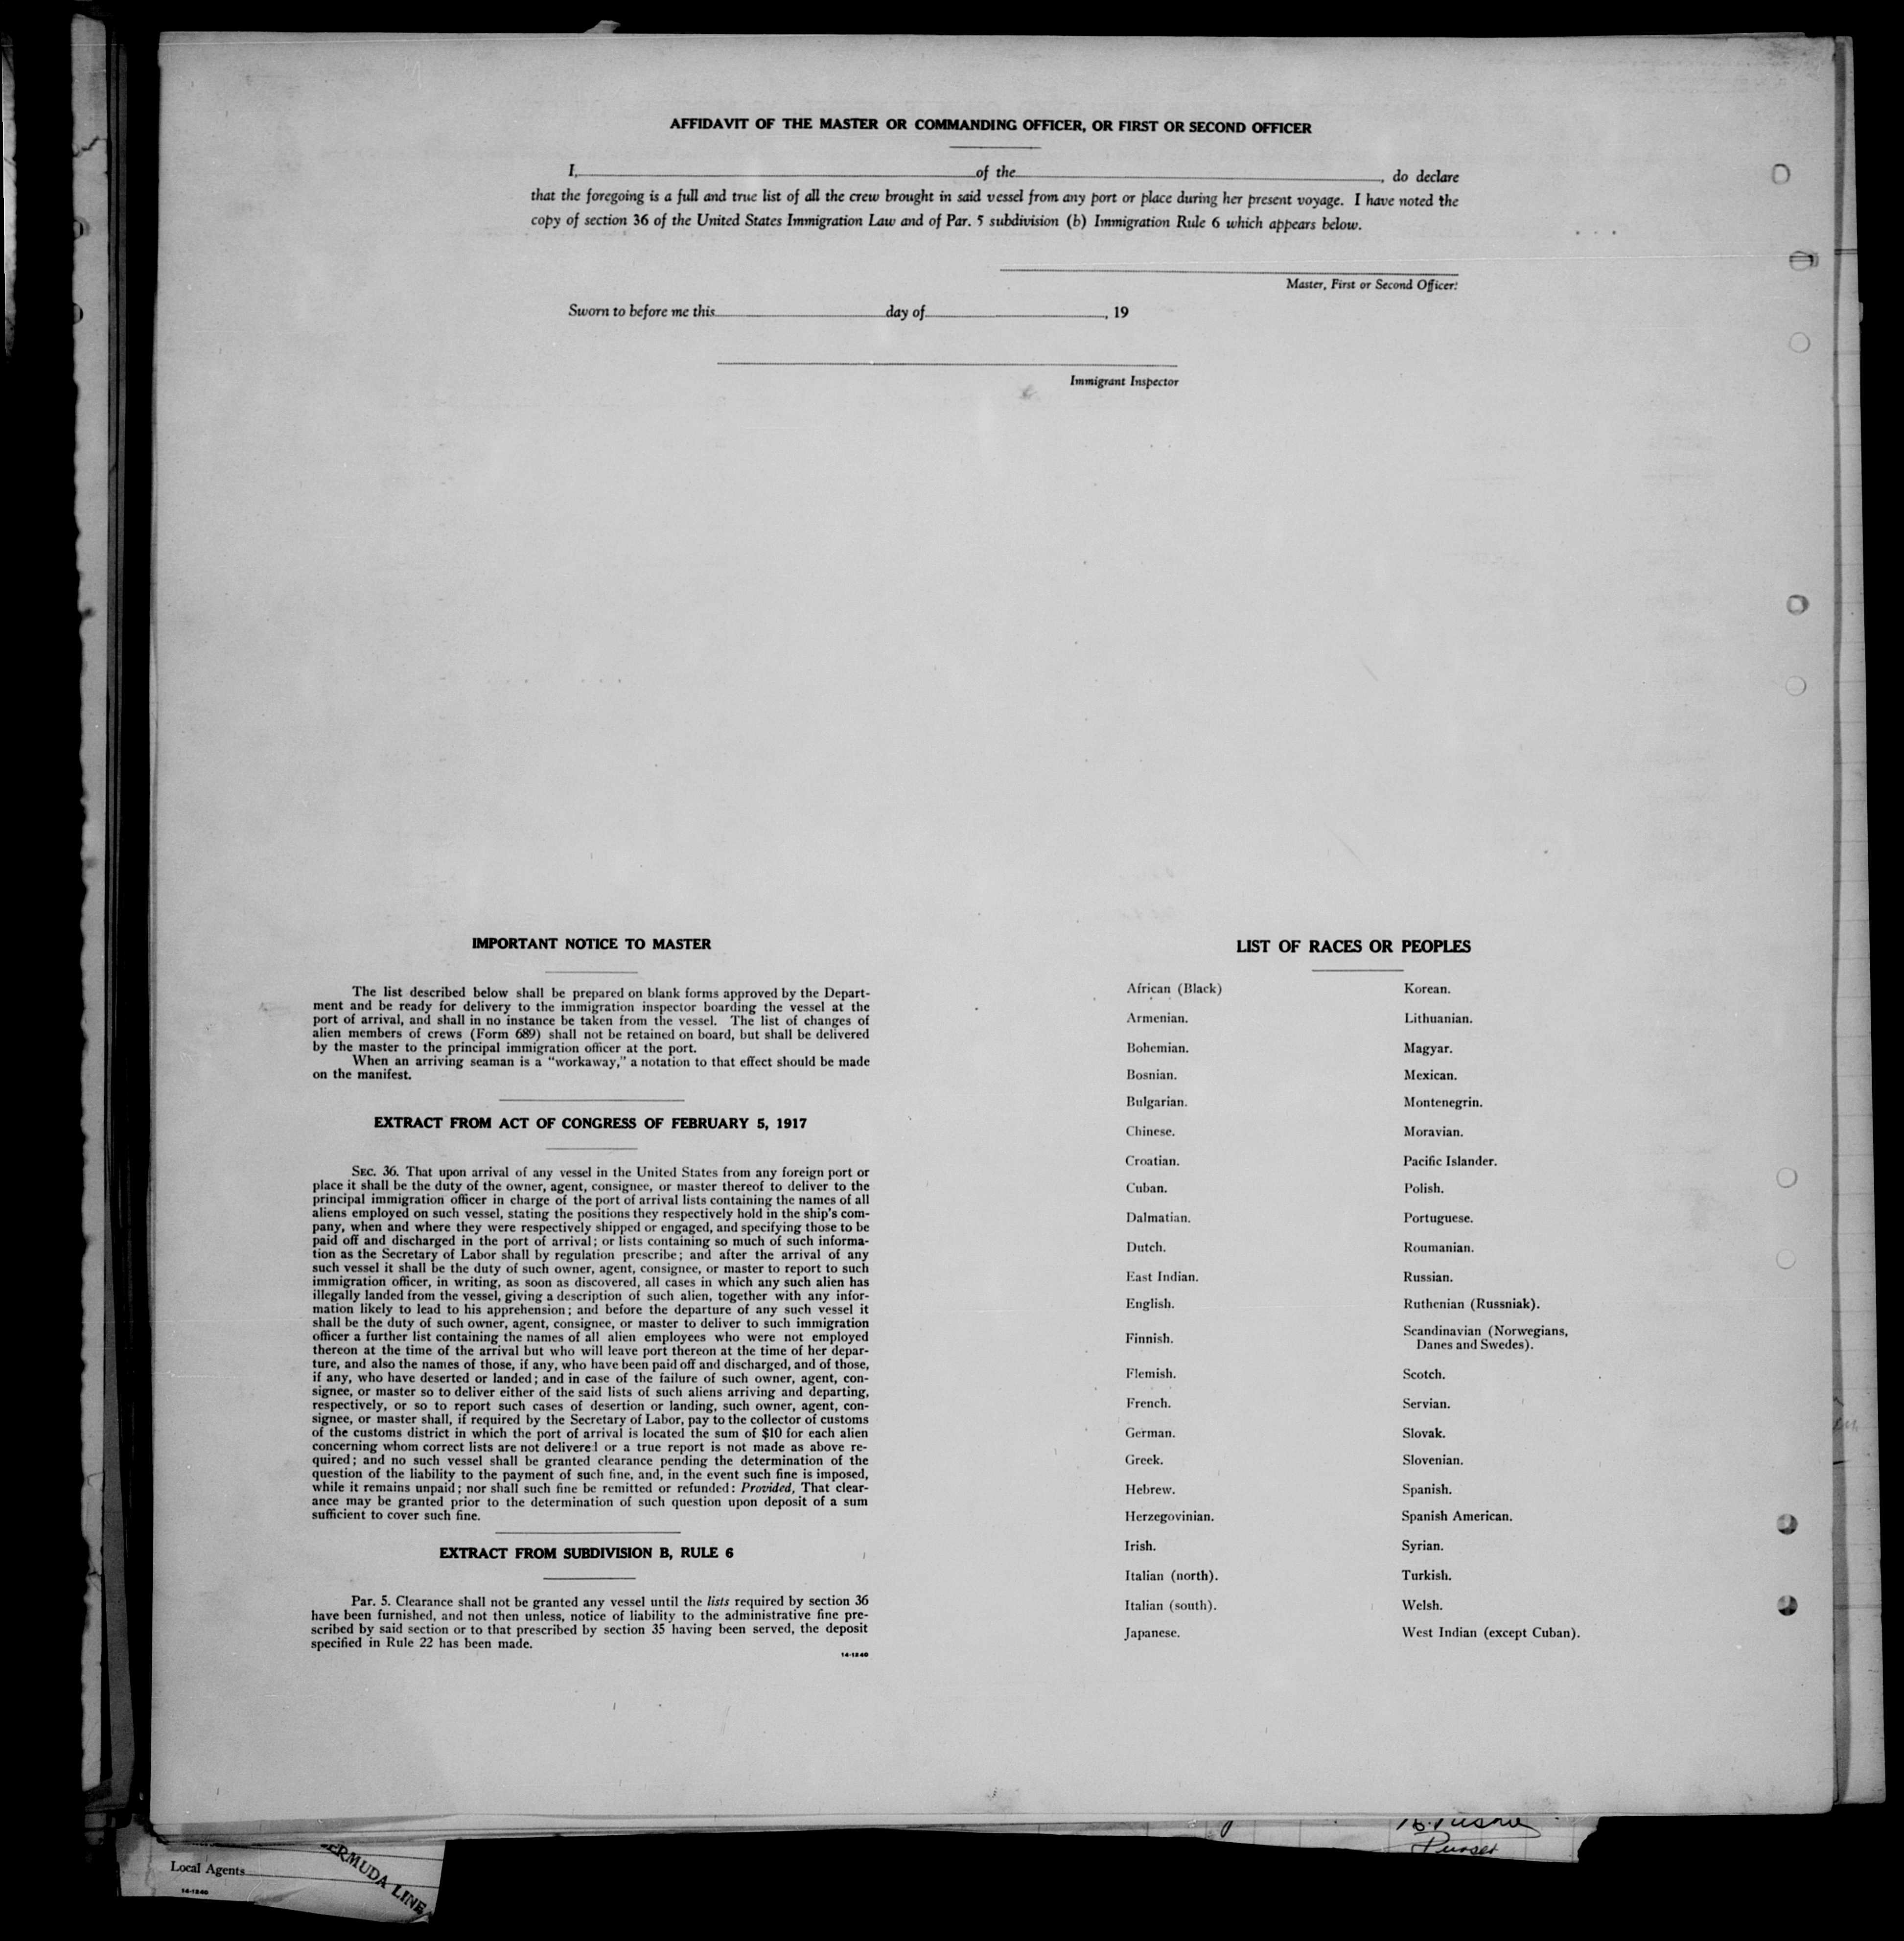 AFFIDAVIT OF THE MASTER OR COMMANDING OFFICER, OR FIRST OR SECOND OFFICER
I, of the , do declare
that the foregoing is a full and true list of all the crew brought in said vessel from any port or place during her present voyage. I have noted the
copy of section 36 of the United States Immigration Law and of Par. 5 subdivision (b) Immigration Rule 6 which appears below.
Master, First or Second Officer.
Sworn to before me this day of , 19
Immigrant Inspector
IMPORTANT NOTICE TO MASTER
The list described below shall be prepared on blank forms approved by the Depart-
ment and be ready for delivery to the immigration inspector boarding the vessel at the
port of arrival, and shall in no instance be taken from the vessel. The list of changes of
alien members of crews (Form 689) shall not be retained on board, but shall be delivered
by the master to the principal immigration officer at the port.
When an arriving seaman is a "workaway," a notation to that effect should be made
on the manifest.
EXTRACT FROM ACT OF CONGRESS OF FEBRUARY 5, 1917
SEC. 36. That upon arrival of any vessel in the United States from any foreign port or
place it shall be the duty of the owner, agent, consignee, or master thereof to deliver to the
principal immigration officer in charge of the port of arrival lists containing the names of all
aliens employed on such vessel, stating the positions they respectively hold in the ship's com-
pany, when and where they were respectively shipped or engaged, and specifying those to be
paid off and discharged in the port of arrival; or lists containing so much of such informa-
tion as the Secretary of Labor shall by regulation prescribe; and after the arrival of any
such vessel it shall be the duty of such owner, agent, consignee, or master to report to such
immigration officer, in writing, as soon as discovered, all cases in which any such alien has
illegally landed from the vessel, giving a description of such alien, together with any infor-
mation likely to lead to his apprehension; and before the departure of any such vessel it
shall be the duty of such owner, agent, consignee, or master to deliver to such immigration
officer a further list containing the names of all alien employees who were not employed
thereon at the time of the arrival but who will leave port thereon at the time of her depar-
ture, and also the names of those, if any, who have been paid off and discharged, and of those,
if any, who have deserted or landed; and in case of the failure of such owner, agent, con-
signee, or master so to deliver either of the said lists of such aliens arriving and departing,
respectively, or so to report such cases of desertion or landing, such owner, agent, con-
signee, or master shall, if required by the Secretary of Labor, pay to the collector of customs
of the customs district in which the port of arrival is located the sum of $10 for each alien
concerning whom correct lists are not delivered or a true report is not made as above re-
quired; and no such vessel shall be granted clearance pending the determination of the
question of the liability to the payment of such fine, and, in the event such fine is imposed,
while it remains unpaid; nor shall such fine be remitted or refunded: Provided, That clear-
ance may be granted prior to the determination of such question upon deposit of a sum
sufficient to cover such fine.
EXTRACT FROM SUBDIVISION B, RULE 6
Par. 5. Clearance shall not be granted any vessel until the lists required by section 36
have been furnished, and not then unless, notice of liability to the administrative fine pre-
scribed by said section or to that prescribed by section 35 having been served, the deposit
specified in Rule 22 has been made.
14-1240
LIST OF RACES OR PEOPLES
African (Black)
Armenian.
Bohemian.
Bosnian.
Bulgarian.
Chinese.
Croatian.
Cuban.
Dalmatian.
Dutch.
East Indian.
English.
Finnish.
Flemish.
French.
German.
Greek.
Hebrew.
Herzegovinian.
Irish.
Italian (north).
Italian (south).
Japanese.
Korean.
Lithuanian.
Magyar.
Mexican.
Montenegrin.
Moravian.
Pacific Islander.
Polish.
Portuguese.
Roumanian.
Russian.
Ruthenian (Russniak).
Scandinavian (Norwegians,
Danes and Swedes).
Scotch.
Servian.
Slovak.
Slovenian.
Spanish.
Spanish American.
Syrian.
Turkish.
Welsh.
West Indian (except Cuban).
Purser
Local Agents
ERMUDA LINE
14-1240